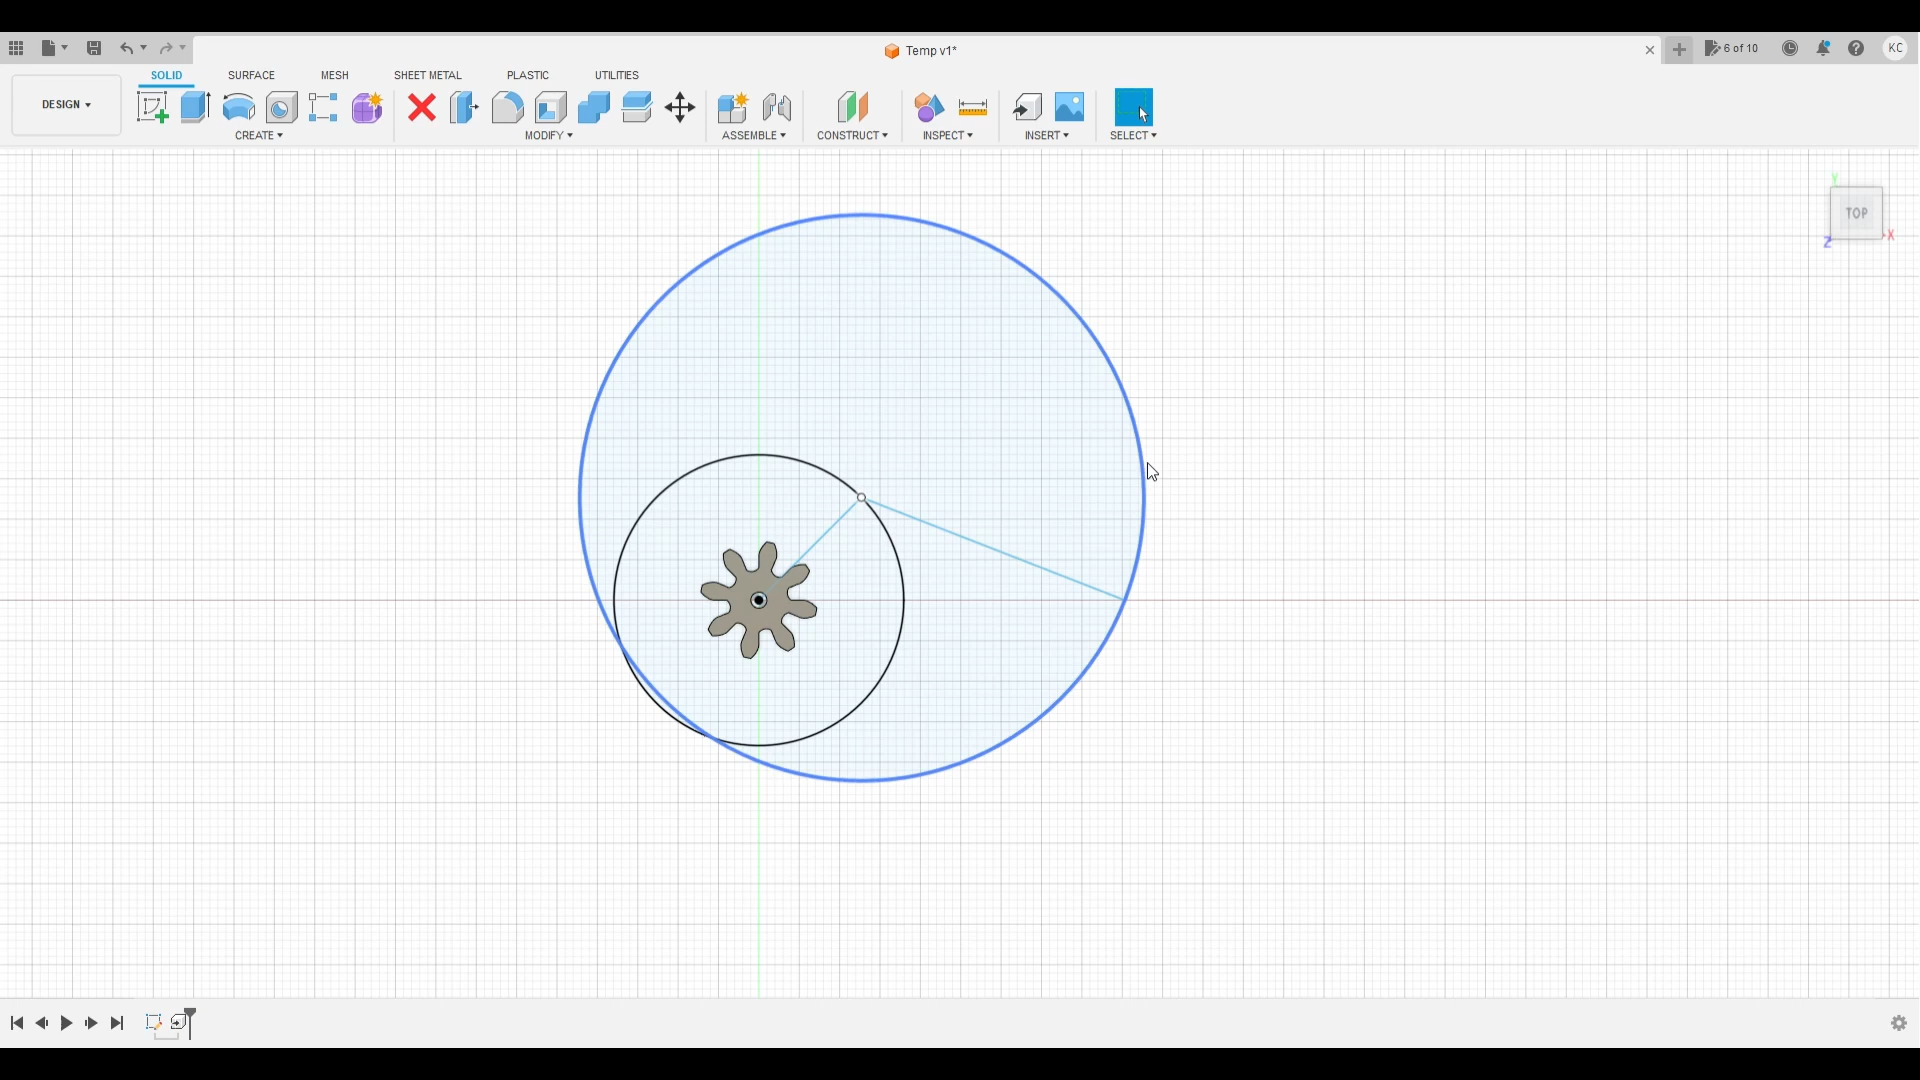 Temp v1*
6 of 10
KC
SOLID
SURFACE
MESH
SHEET METAL
PLASTIC
UTILITIES
DESIGN
CREATE
MODIFY
ASSEMBLE
CONSTRUCT
INSPECT
INSERT
SELECT
Y
TOP
X
Z